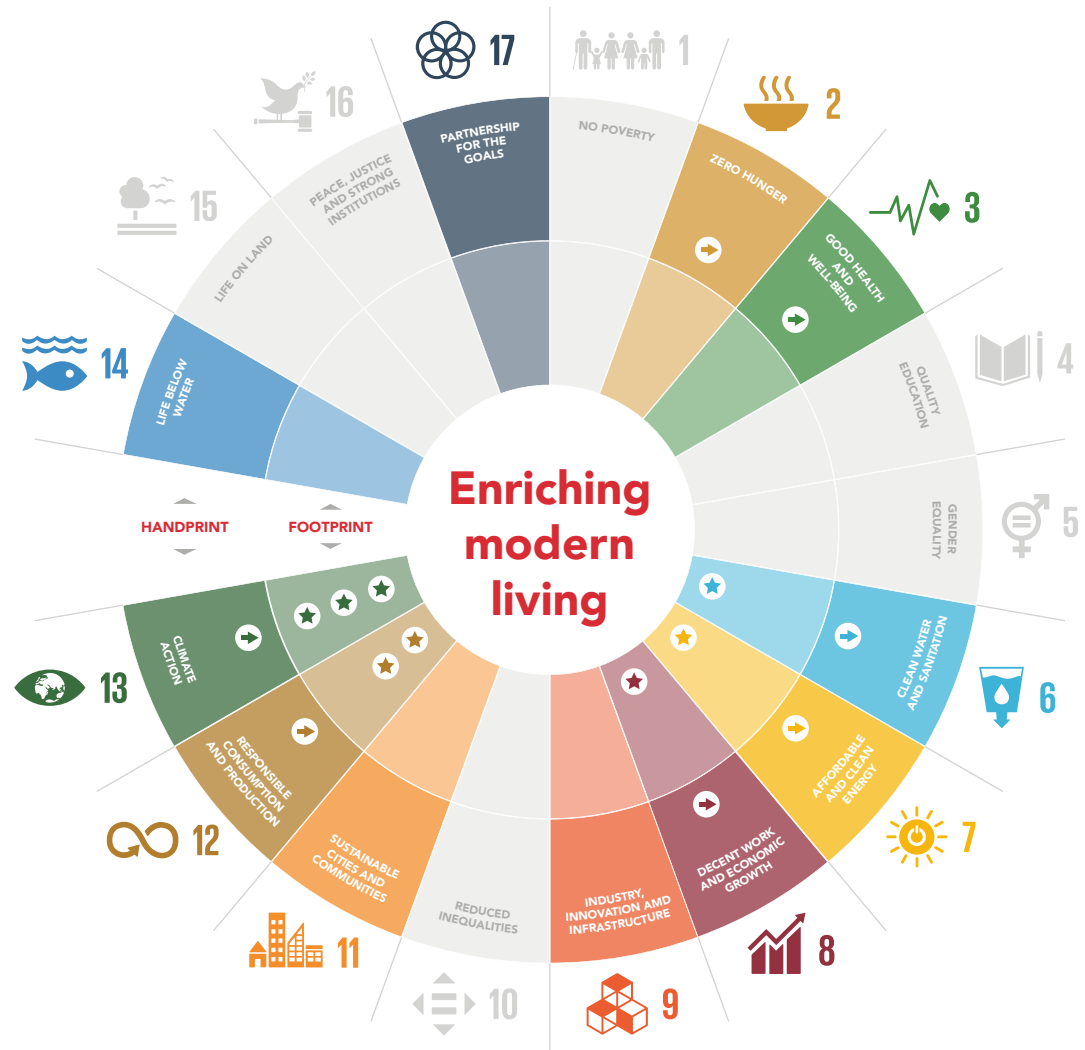 17
1
16
2
15
3
14
4
5
13
6
12
7
11
8
10
9
PARTNERSHIP
FOR THE
GOALS
NO POVERTY
ZERO HUNGER
GOOD HEALTH
AND
WELL-BEING
QUALITY
EDUCATION
GENDER
EQUALITY
CLEAN WATER
AND SANITATION
AFFORDABLE
AND CLEAN
ENERGY
DECENT WORK
AND ECONOMIC
GROWTH
INDUSTRY,
INNOVATION AMD
INFRASTRUCTURE
REDUCED
INEQUALITIES
SUSTAINABLE
CITIES AND
COMMUNITIES
RESPONSIBLE
CONSUMPTION
AND PRODUCTION
CLIMATE
ACTION
LIFE BELOW
WATER
LIFE ON LAND
PEACE, JUSTICE
AND STRONG
INSTITUTIONS
HANDPRINT
FOOTPRINT
Enriching
modern
living